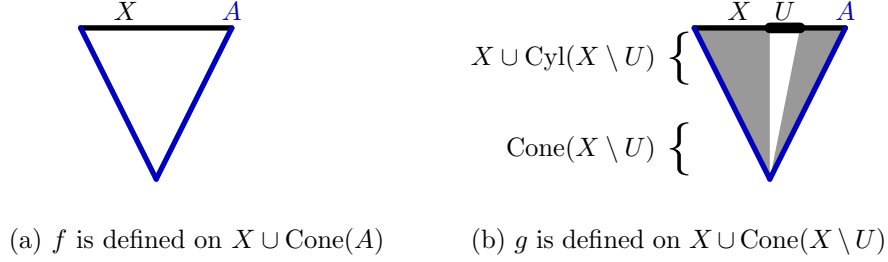 X A
X U A
X ∪ Cyl(X \ U) {
Cone(X \ U) {
(a) f is defined on X ∪ Cone(A)
(b) g is defined on X ∪ Cone(X \ U)